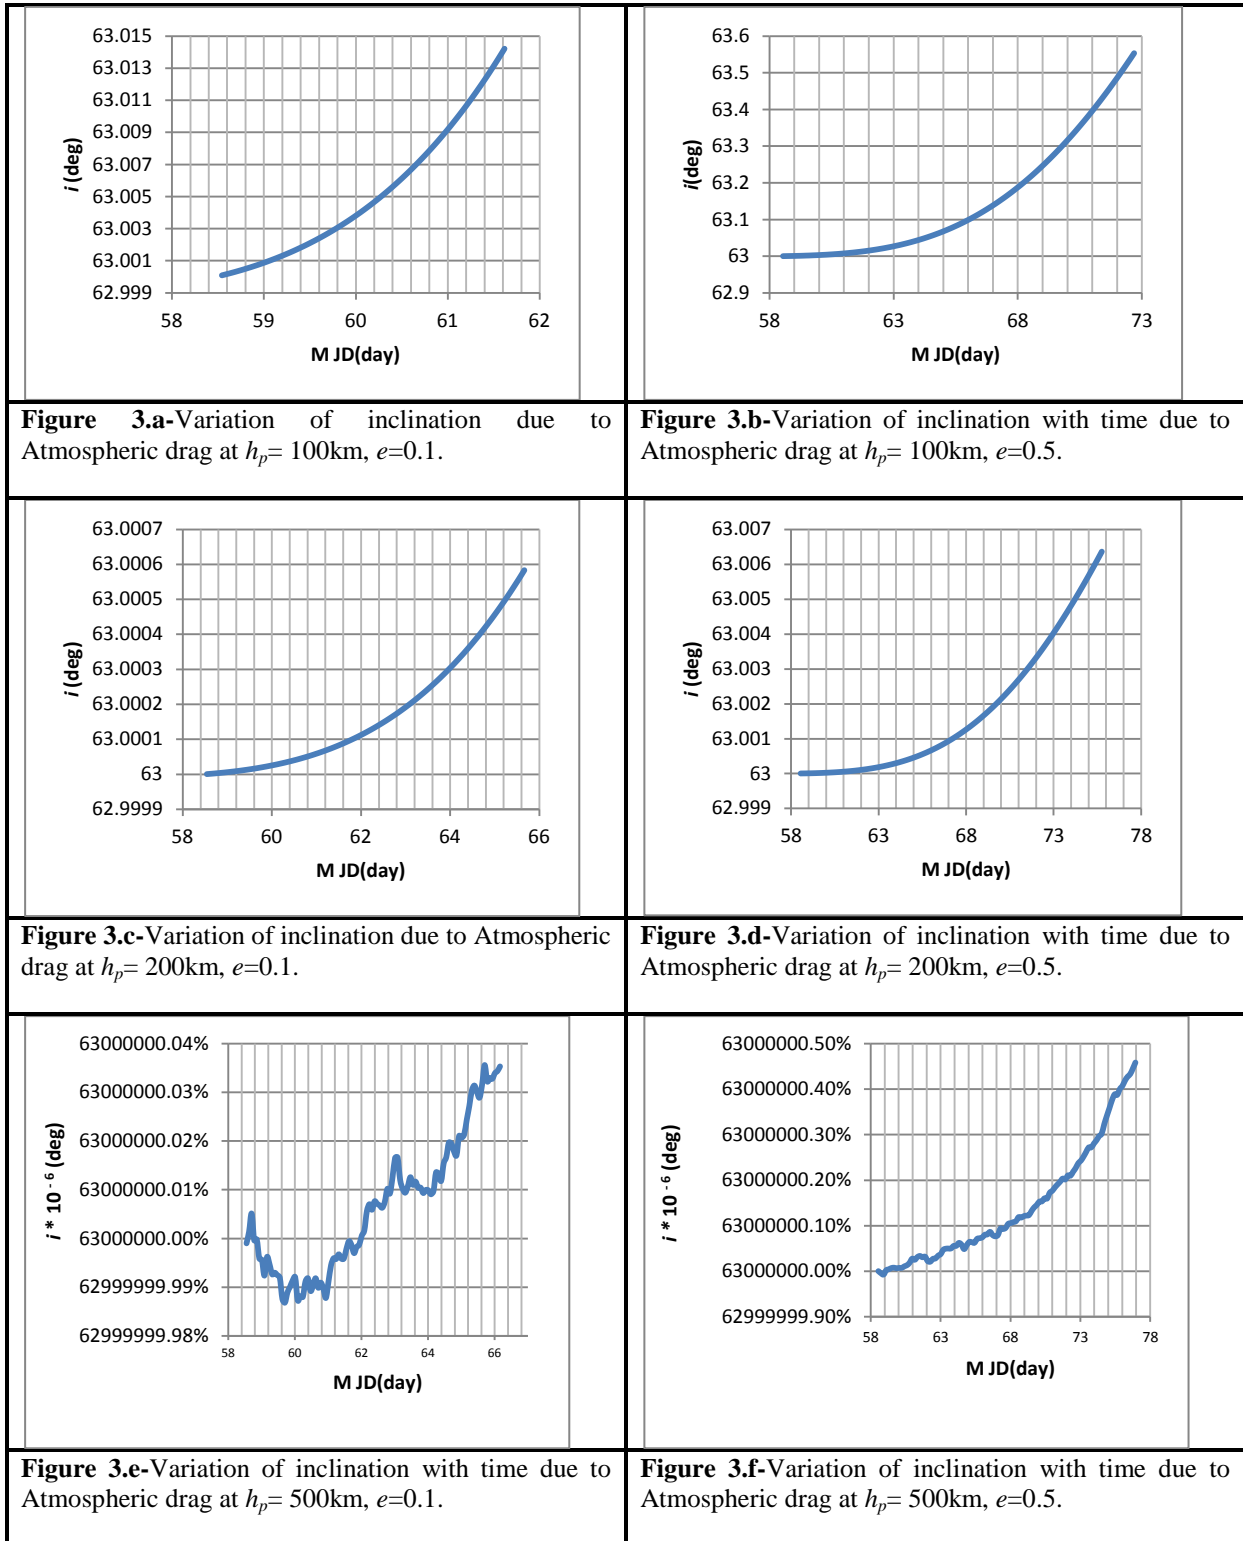 63.015
63.013
63.011
63.009
63.007
63.005
63.003
63.001
62.999
i (deg)
58 59 60 61 62
M JD(day)
63.6
63.5
63.4
63.3
63.2
63.1
63
62.9
i(deg)
58 63 68 73
M JD(day)
Figure 3.a-Variation of inclination due to
Atmospheric drag at hp= 100km, e=0.1.
Figure 3.b-Variation of inclination with time due to
Atmospheric drag at hp= 100km, e=0.5.
63.0007
63.0006
63.0005
63.0004
63.0003
63.0002
63.0001
63
62.9999
i (deg)
58 60 62 64 66
M JD(day)
63.007
63.006
63.005
63.004
63.003
63.002
63.001
63
62.999
i (deg)
58 63 68 73 78
M JD(day)
Figure 3.c-Variation of inclination due to Atmospheric
drag at hp= 200km, e=0.1.
Figure 3.d-Variation of inclination with time due to
Atmospheric drag at hp= 200km, e=0.5.
63000000.04%
63000000.03%
63000000.02%
63000000.01%
63000000.00%
62999999.99%
62999999.98%
i * 10 - 6 (deg)
58 60 62 64 66
M JD(day)
63000000.50%
63000000.40%
63000000.30%
63000000.20%
63000000.10%
63000000.00%
62999999.90%
i * 10 - 6 (deg)
58 63 68 73 78
M JD(day)
Figure 3.e-Variation of inclination with time due to
Atmospheric drag at hp= 500km, e=0.1.
Figure 3.f-Variation of inclination with time due to
Atmospheric drag at hp= 500km, e=0.5.